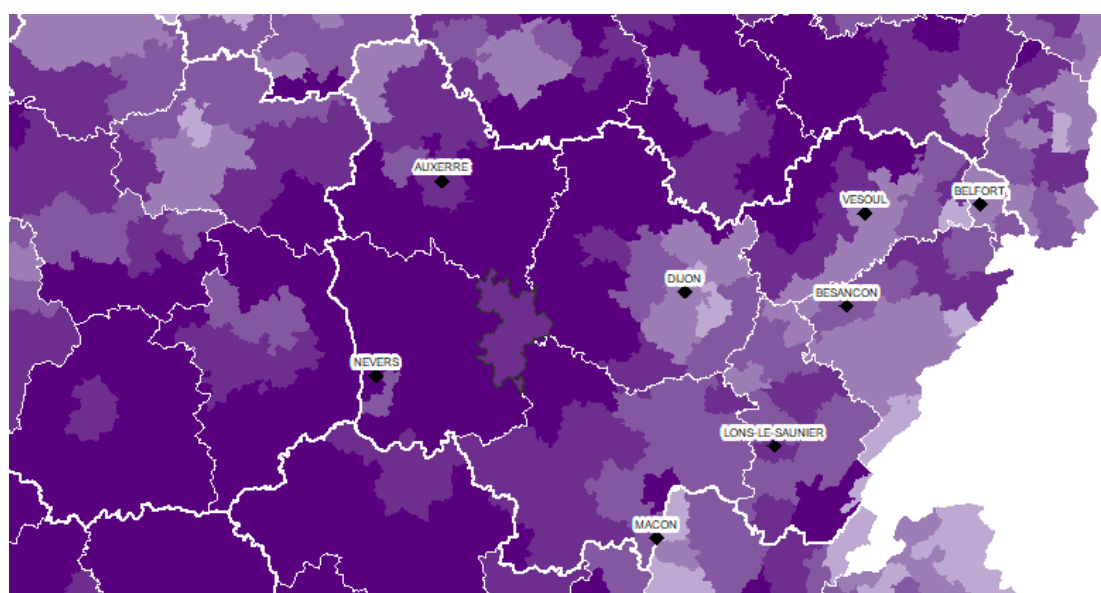 AUXERRE
VESOUL
BELFORT
DIJON
BESANCON
NEVERS
LONS-LE-SAUNIER
MACON